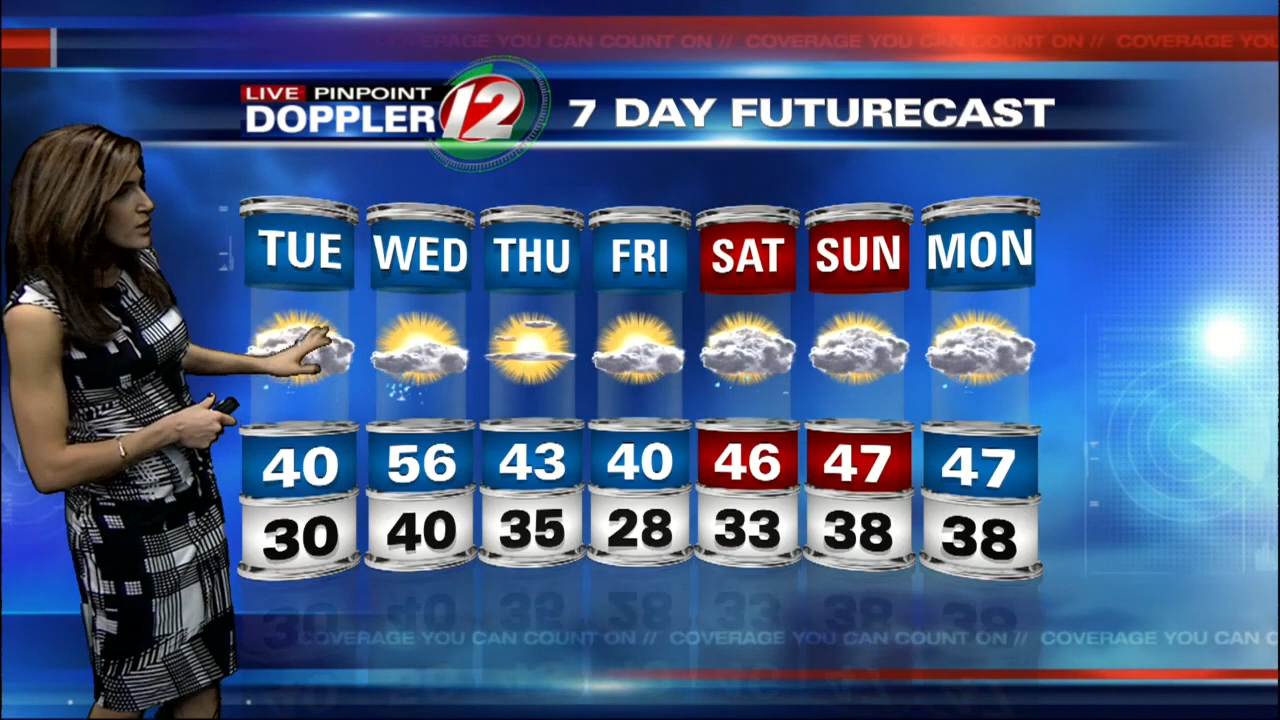 COVERAGE YOU CAN COUNT ON // COVERAGE YOU CAN COUNT ON // COVERAGE YOU
LIVE PINPOINT
DOPPLER 12
7 DAY FUTURECAST
TUE WED THU FRI SAT SUN MON
40 56 43 40 46 47 47
30 40 35 28 33 38 38
COVERAGE YOU CAN COUNT ON // COVERAGE YOU CAN COUNT ON // COVERAGE YOU CAN